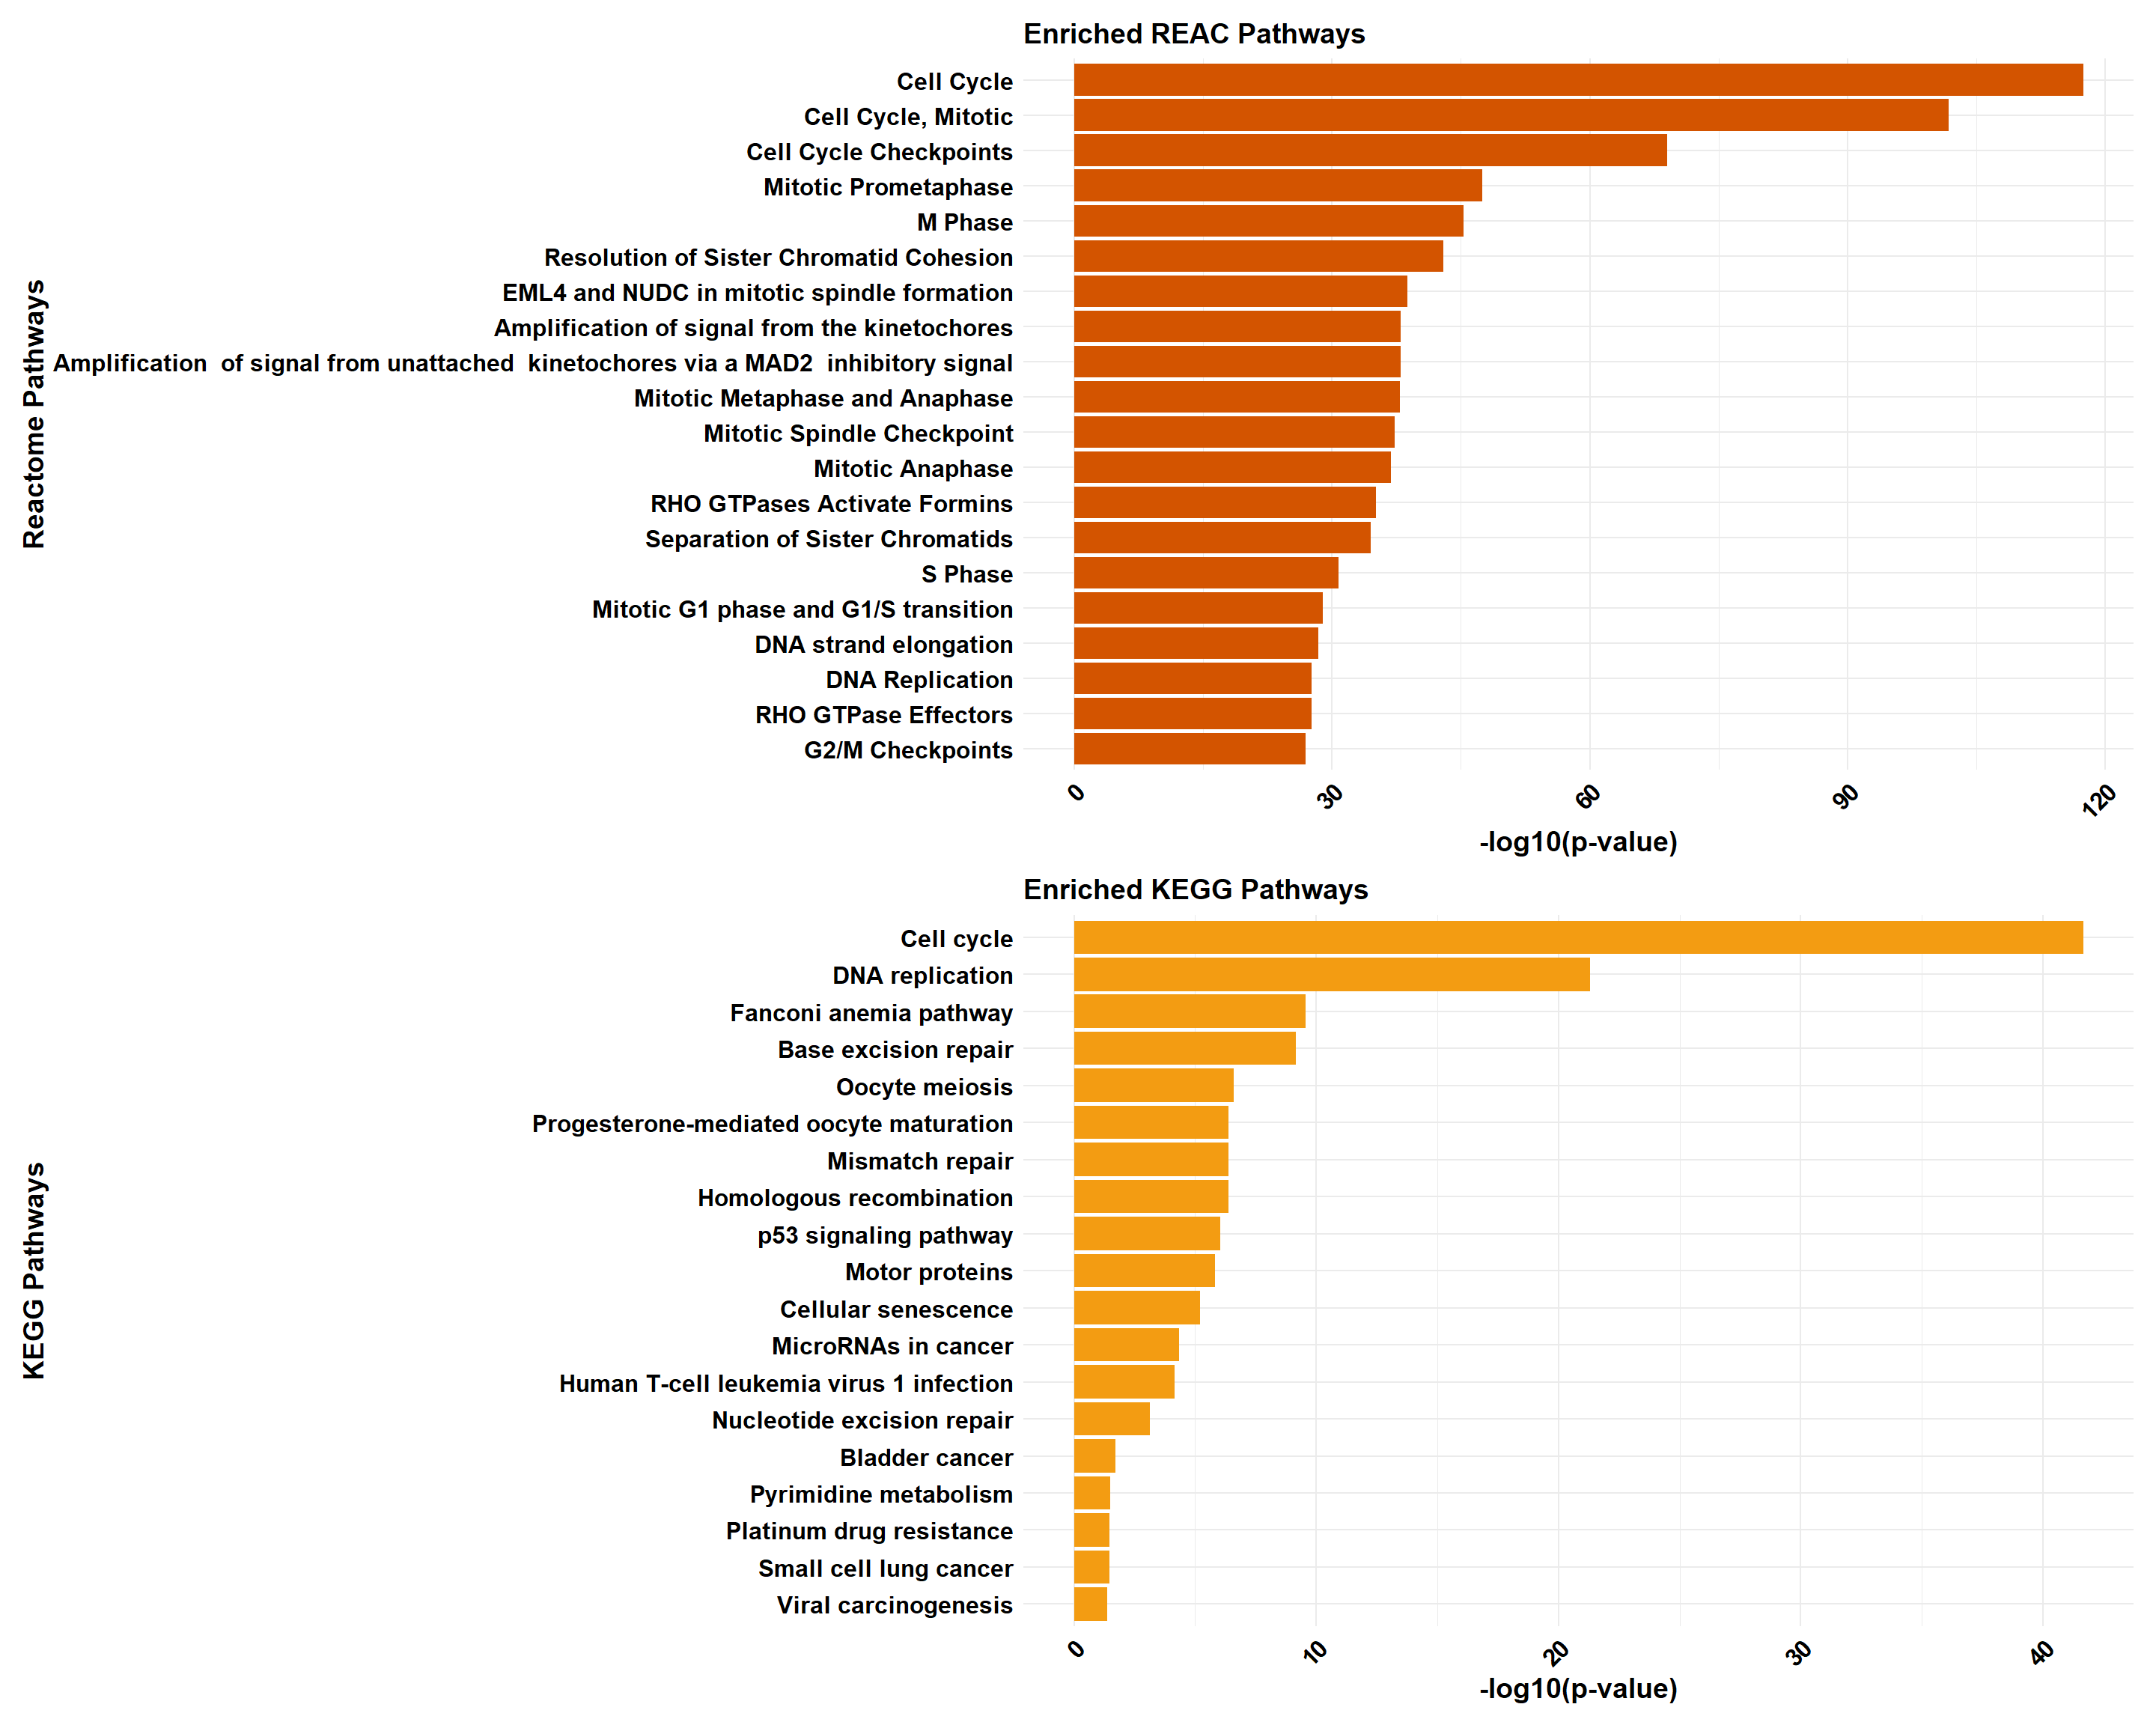 Enriched REAC Pathways
Reactome Pathways
Cell Cycle
Cell Cycle, Mitotic
Cell Cycle Checkpoints
Mitotic Prometaphase
M Phase
Resolution of Sister Chromatid Cohesion
EML4 and NUDC in mitotic spindle formation
Amplification of signal from the kinetochores
Amplification  of signal from unattached  kinetochores via a MAD2  inhibitory signal
Mitotic Metaphase and Anaphase
Mitotic Spindle Checkpoint
Mitotic Anaphase
RHO GTPases Activate Formins
Separation of Sister Chromatids
S Phase
Mitotic G1 phase and G1/S transition
DNA strand elongation
DNA Replication
RHO GTPase Effectors
G2/M Checkpoints
0 30 60 90 120
-log10(p-value)
Enriched KEGG Pathways
KEGG Pathways
Cell cycle
DNA replication
Fanconi anemia pathway
Base excision repair
Oocyte meiosis
Progesterone-mediated oocyte maturation
Mismatch repair
Homologous recombination
p53 signaling pathway
Motor proteins
Cellular senescence
MicroRNAs in cancer
Human T-cell leukemia virus 1 infection
Nucleotide excision repair
Bladder cancer
Pyrimidine metabolism
Platinum drug resistance
Small cell lung cancer
Viral carcinogenesis
0 10 20 30 40
-log10(p-value)